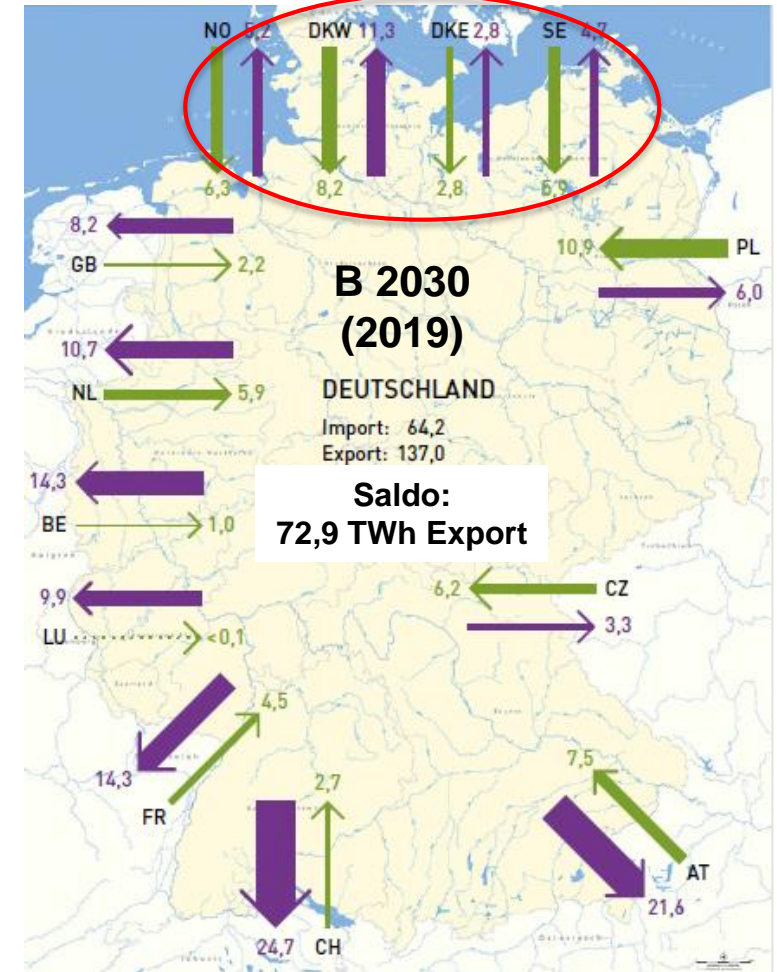 NO 5,2 DKW 11,3 DKE 2,8 SE 4,7
6,3 8,2 2,8 5,9
8,2
GB 2,2
10,9 PL
6,0
B 2030
(2019)
10,7
NL 5,9
DEUTSCHLAND
Import: 64,2
Export: 137,0
Saldo:
72,9 TWh Export
14,3
BE 1,0
6,2 CZ
3,3
9,9
LU <0,1
4,5
14,3
FR
2,7
24,7 CH
7,5
AT
21,6